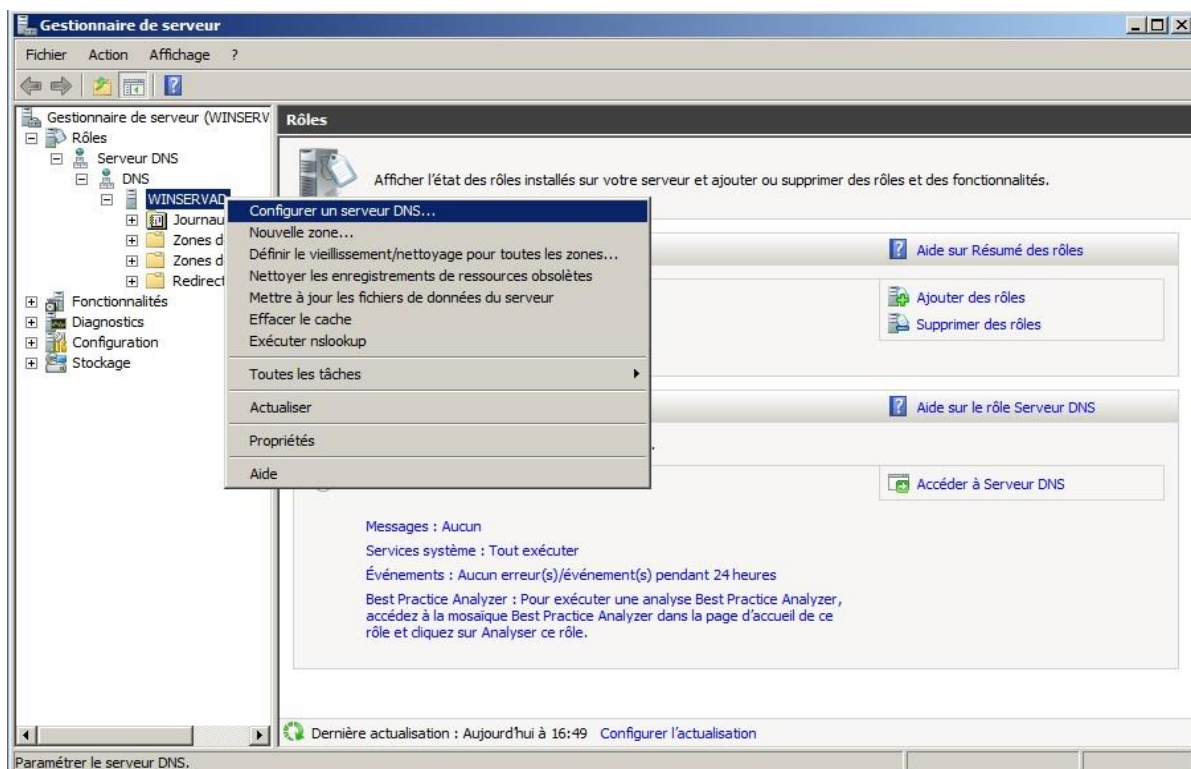 Gestionnaire de serveur
Fichier Action Affichage ?
Gestionnaire de serveur (WINSERV
Rôles
Serveur DNS
DNS
WINSERVAD
Journau
Zones d
Zones d
Redirect
Fonctionnalités
Diagnostics
Configuration
Stockage
Configurer un serveur DNS...
Nouvelle zone...
Définir le vieillissement/nettoyage pour toutes les zones...
Nettoyer les enregistrements de ressources obsolètes
Mettre à jour les fichiers de données du serveur
Effacer le cache
Exécuter nslookup
Toutes les tâches
Actualiser
Propriétés
Aide
Rôles
Afficher l'état des rôles installés sur votre serveur et ajouter ou supprimer des rôles et des fonctionnalités.
Aide sur Résumé des rôles
Ajouter des rôles
Supprimer des rôles
Aide sur le rôle Serveur DNS
Accéder à Serveur DNS
Messages : Aucun
Services système : Tout exécuter
Événements : Aucun erreur(s)/événement(s) pendant 24 heures
Best Practice Analyzer : Pour exécuter une analyse Best Practice Analyzer,
accédez à la mosaïque Best Practice Analyzer dans la page d'accueil de ce
rôle et cliquez sur Analyser ce rôle.
Dernière actualisation : Aujourd'hui à 16:49 Configurer l'actualisation
Paramétrer le serveur DNS.